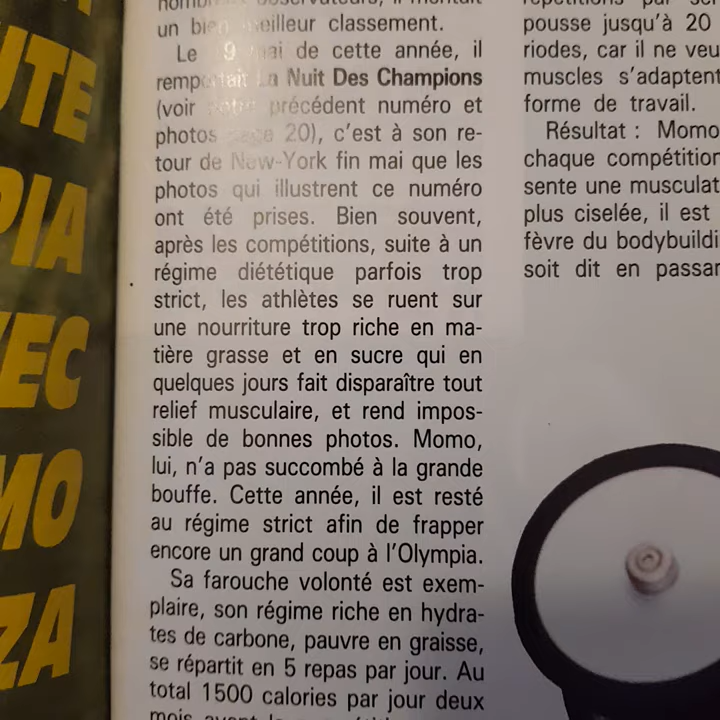 UTE
PIA
EC
MO
ZA
un meilleur classement.
Le 9 mai de cette année, il
remportait La Nuit Des Champions
(voir précédent numéro et
photos 20), c'est à son re-
tour de New-York fin mai que les
photos qui illustrent ce numéro
ont été prises. Bien souvent,
après les compétitions, suite à un
régime diététique parfois trop
strict, les athlètes se ruent sur
une nourriture trop riche en ma-
tière grasse et en sucre qui en
quelques jours fait disparaître tout
relief musculaire, et rend impos-
sible de bonnes photos. Momo,
lui, n'a pas succombé à la grande
bouffe. Cette année, il est resté
au régime strict afin de frapper
encore un grand coup à l'Olympia.
Sa farouche volonté est exem-
plaire, son régime riche en hydra-
tes de carbone, pauvre en graisse,
se répartit en 5 repas par jour. Au
total 1500 calories par jour deux
pousse jusqu'à 20
riodes, car il ne veu
muscles s'adaptent
forme de travail.
Résultat : Momo
chaque compétition
sente une musculat
plus ciselée, il est
fèvre du bodybuildi
soit dit en passar